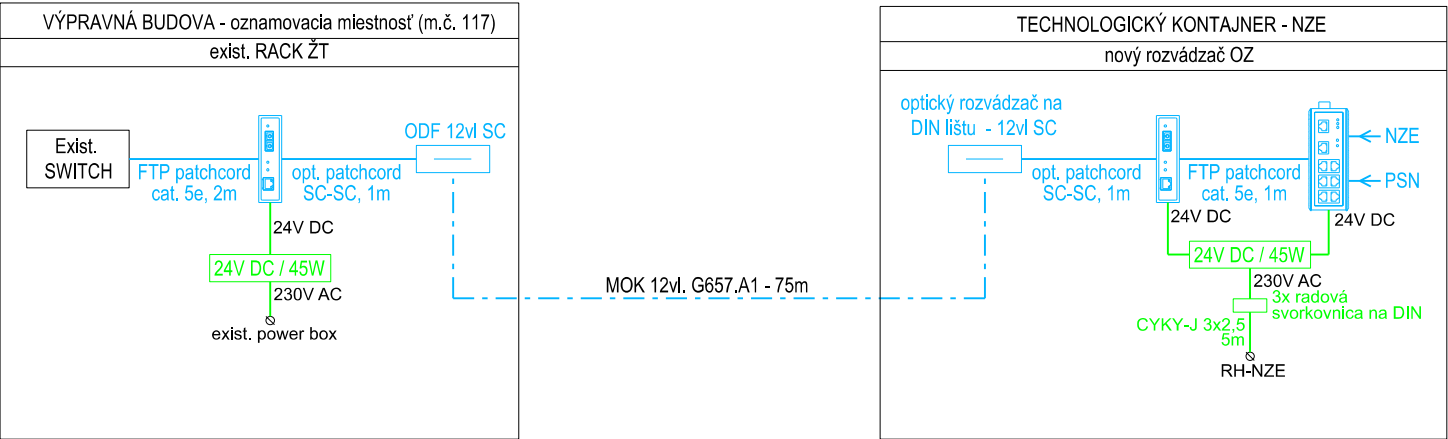 VÝPRAVNÁ BUDOVA - oznamovacia miestnosť (m.č. 117)
exist. RACK ŽT
Exist.
SWITCH
FTP patchcord
cat. 5e, 2m
opt. patchcord
SC-SC, 1m
ODF 12vl SC
24V DC
24V DC / 45W
230V AC
exist. power box
MOK 12vl. G657.A1 - 75m
TECHNOLOGICKÝ KONTAJNER - NZE
nový rozvádzač OZ
optický rozvádzač na
DIN lištu - 12vl SC
opt. patchcord
SC-SC, 1m
FTP patchcord
cat. 5e, 1m
NZE
PSN
24V DC
24V DC
24V DC / 45W
230V AC
3x radová
svorkovnica na DIN
CYKY-J 3x2,5
5m
RH-NZE